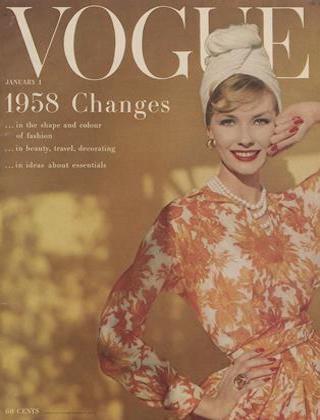 VOGUE
JANUARY 1
1958 Changes
...in the shape and colour
of fashion
...in beauty, travel, decorating
...in ideas about essentials
60 CENTS